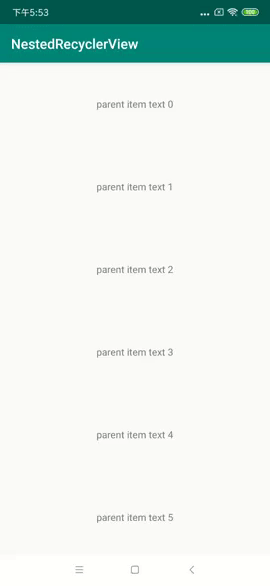 下午5:53
NestedRecyclerView
parent item text 0
parent item text 1
parent item text 2
parent item text 3
parent item text 4
parent item text 5